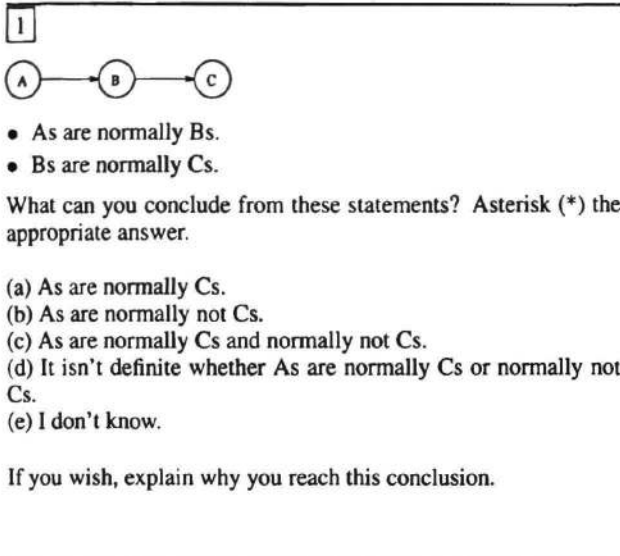 1
A B C
• As are normally Bs.
• Bs are normally Cs.
What can you conclude from these statements? Asterisk (*) the
appropriate answer.
(a) As are normally Cs.
(b) As are normally not Cs.
(c) As are normally Cs and normally not Cs.
(d) It isn't definite whether As are normally Cs or normally not
Cs.
(e) I don't know.
If you wish, explain why you reach this conclusion.